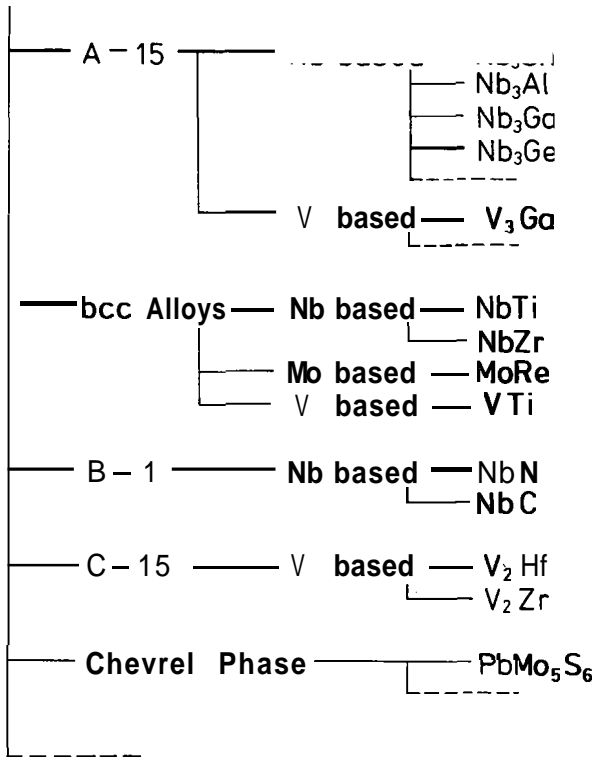 A – 15
Nb₃Al
Nb₃Ga
Nb₃Ge
V based V₃Ga
bcc Alloys Nb based NbTi
NbZr
Mo based MoRe
V based VTi
B – 1 Nb based NbN
NbC
C – 15 V based V₂Hf
V₂Zr
Chevrel Phase PbMo₅S₆